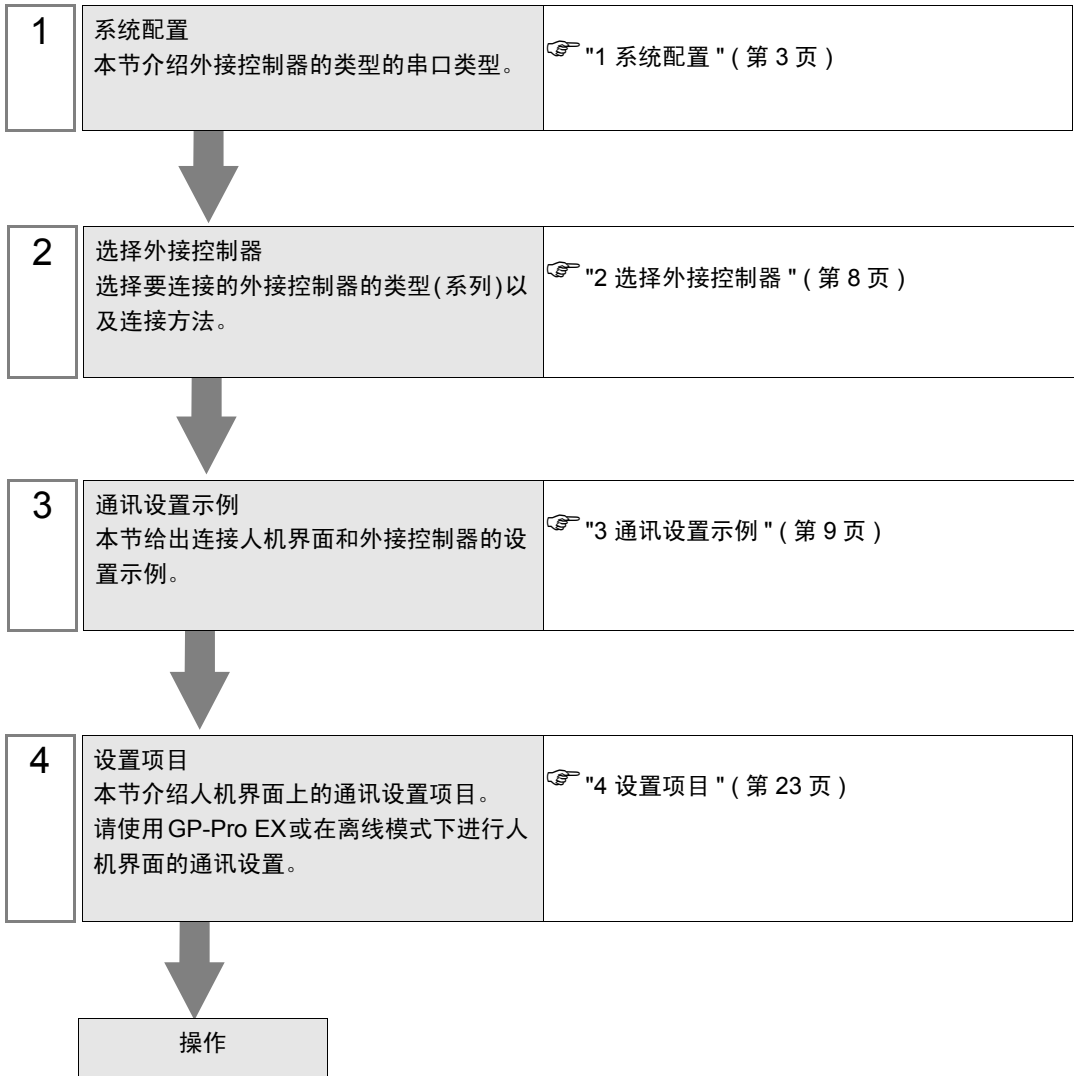 1
系统配置
本节介绍外接控制器的类型的串口类型。
☞ "1 系统配置 " ( 第 3 页 )
2
选择外接控制器
选择要连接的外接控制器的类型(系列)以
及连接方法。
☞ "2 选择外接控制器 " ( 第 8 页 )
3
通讯设置示例
本节给出连接人机界面和外接控制器的设
置示例。
☞ "3 通讯设置示例 " ( 第 9 页 )
4
设置项目
本节介绍人机界面上的通讯设置项目。
请使用GP-Pro EX或在离线模式下进行人
机界面的通讯设置。
☞ "4 设置项目 " ( 第 23 页 )
操作